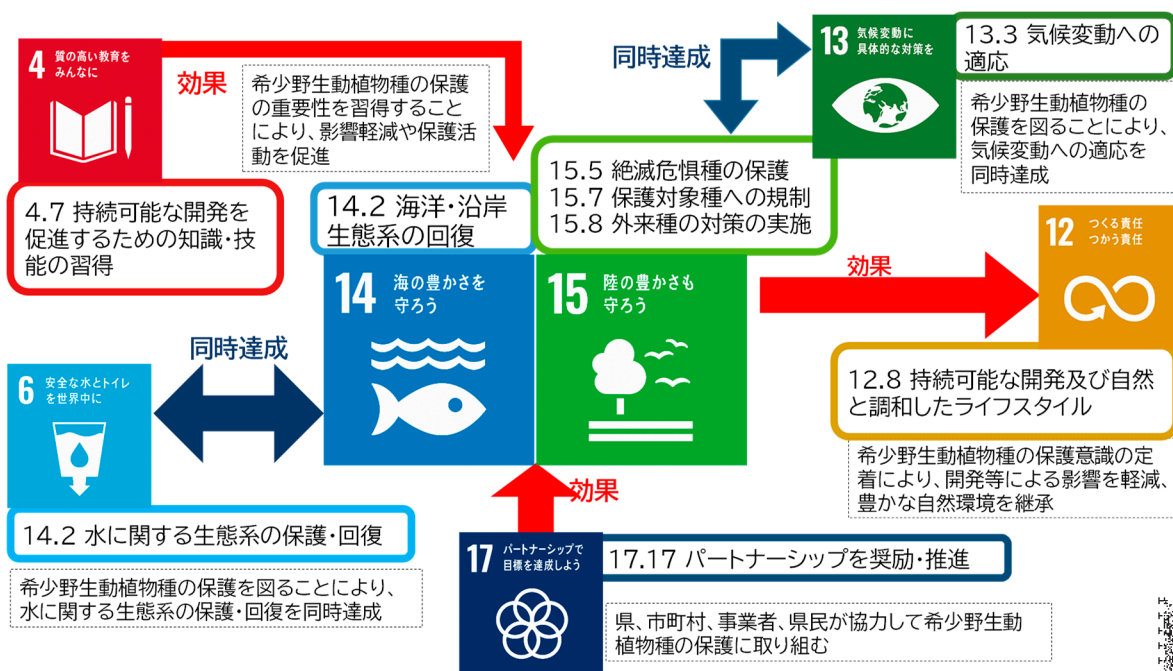 4 質の高い教育を
みんなに
効果
希少野生動植物種の保護
の重要性を習得すること
により、影響軽減や保護活
動を促進
4.7 持続可能な開発を
促進するための知識・技
能の習得
同時達成
13 気候変動に
具体的な対策を
13.3 気候変動への
適応
希少野生動植物種の
保護を図ることにより、
気候変動への適応を
同時達成
14.2 海洋・沿岸
生態系の回復
15.5 絶滅危惧種の保護
15.7 保護対象種への規制
15.8 外来種の対策の実施
14 海の豊かさを
守ろう
15 陸の豊かさも
守ろう
効果
12 つくる責任
つかう責任
12.8 持続可能な開発及び自然
と調和したライフスタイル
希少野生動植物種の保護意識の定
着により、開発等による影響を軽減、
豊かな自然環境を継承
同時達成
6 安全な水とトイレ
を世界中に
14.2 水に関する生態系の保護・回復
希少野生動植物種の保護を図ることにより、
水に関する生態系の保護・回復を同時達成
効果
17 パートナーシップで
目標を達成しよう
17.17 パートナーシップを奨励・推進
県、市町村、事業者、県民が協力して希少野生動
植物種の保護に取り組む